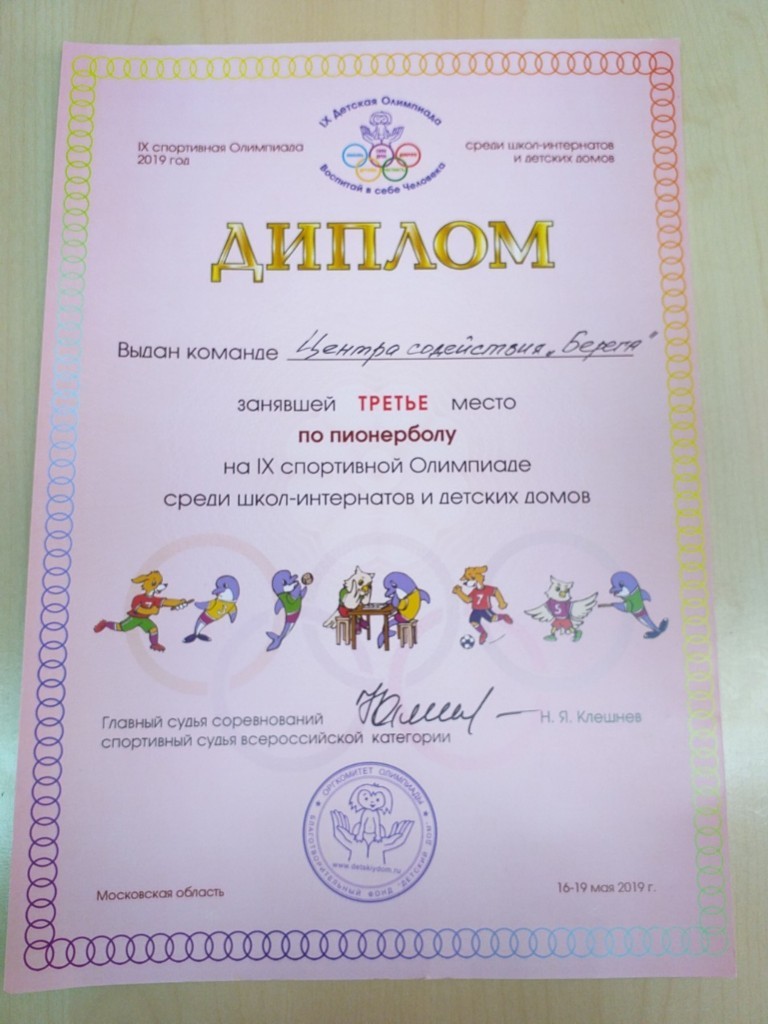 IX Детская Олимпиада
Воспитай в себе Человека
IX спортивная Олимпиада
2019 год
среди школ-интернатов
и детских домов
ДИПЛОМ
Выдан команде Центра содействия „Берега"
занявшей ТРЕТЬЕ место
по пионерболу
на IX спортивной Олимпиаде
среди школ-интернатов и детских домов
Главный судья соревнований
спортивный судья всероссийской категории
Н. Я. Клешнев
ОРГКОМИТЕТ ОЛИМПИАДЫ
БЛАГОТВОРИТЕЛЬНЫЙ ФОНД "ДЕТСКИЙ ДОМ"
www.detskiydom.ru
Московская область
16-19 мая 2019 г.